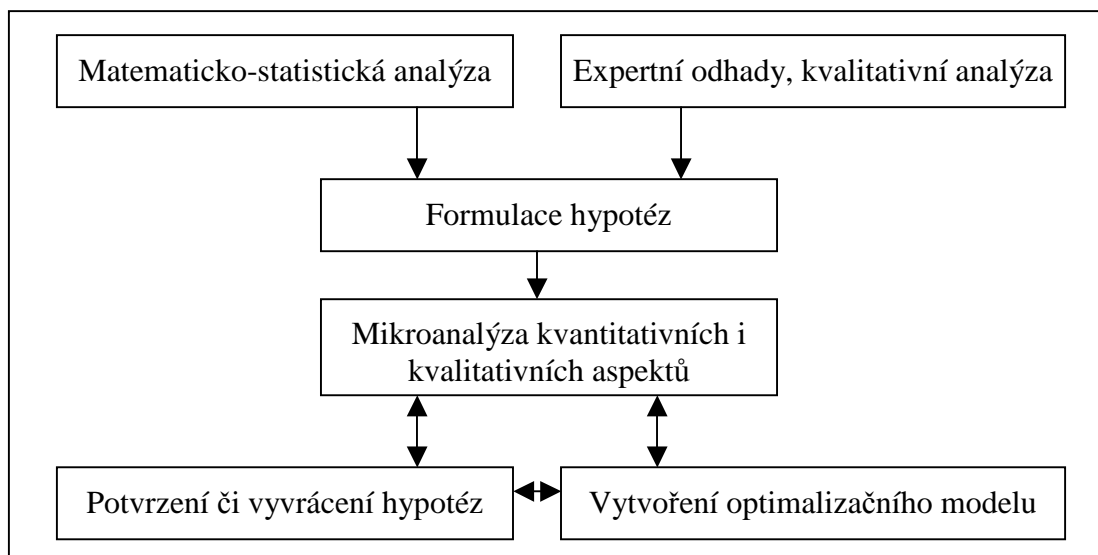 Matematicko-statistická analýza
Expertní odhady, kvalitativní analýza
Formulace hypotéz
Mikroanalýza kvantitativních i
kvalitativních aspektů
Potvrzení či vyvrácení hypotéz
Vytvoření optimalizačního modelu